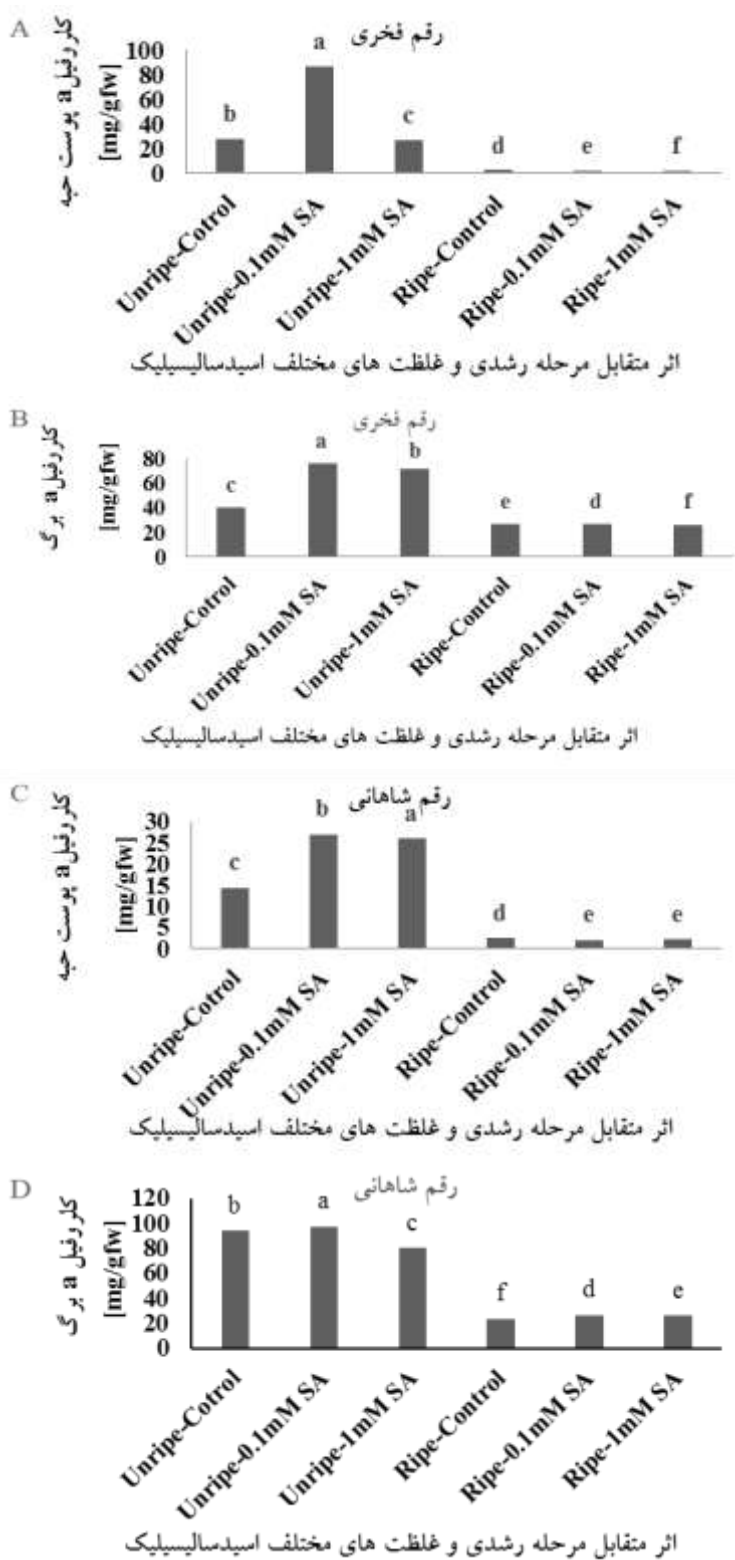 A
رقم فخری
کلروفیل a پوست حبه
[mg/gfw]
100
80
60
40
20
0
b
a
c
d
e
f
Unripe-Cotrol
Unripe-0.1mM SA
Unripe-1mM SA
Ripe-Control
Ripe-0.1mM SA
Ripe-1mM SA
اثر متقابل مرحله رشدی و غلظت های مختلف اسیدسالیسیلیک
B
رقم فخری
کلروفیل a برگ
[mg/gfw]
80
60
40
20
0
c
a
b
e
d
f
Unripe-Cotrol
Unripe-0.1mM SA
Unripe-1mM SA
Ripe-Control
Ripe-0.1mM SA
Ripe-1mM SA
اثر متقابل مرحله رشدی و غلظت های مختلف اسیدسالیسیلیک
C
رقم شاهانی
کلروفیل a پوست حبه
[mg/gfw]
30
25
20
15
10
5
0
c
b
a
d
e
e
Unripe-Cotrol
Unripe-0.1mM SA
Unripe-1mM SA
Ripe-Control
Ripe-0.1mM SA
Ripe-1mM SA
اثر متقابل مرحله رشدی و غلظت های مختلف اسیدسالیسیلیک
D
رقم شاهانی
کلروفیل a برگ
[mg/gfw]
120
100
80
60
40
20
0
b
a
c
f
d
e
Unripe-Cotrol
Unripe-0.1mM SA
Unripe-1mM SA
Ripe-Control
Ripe-0.1mM SA
Ripe-1mM SA
اثر متقابل مرحله رشدی و غلظت های مختلف اسیدسالیسیلیک